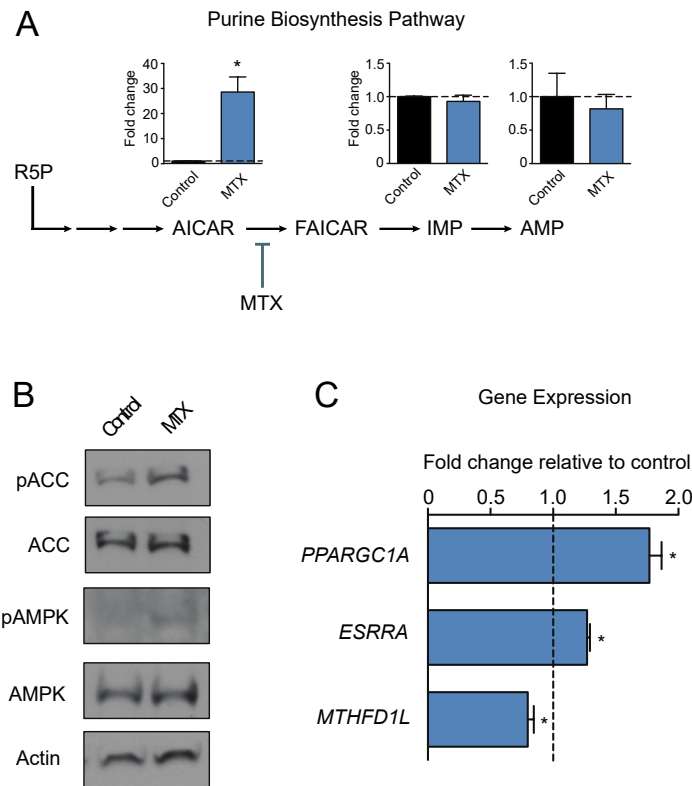 A
Purine Biosynthesis Pathway
Fold change
40
30
20
10
0
*
Control
MTX
Fold change
1.5
1.0
0.5
0
Control
MTX
1.5
1.0
0.5
0
Control
MTX
R5P
AICAR
FAICAR
IMP
AMP
MTX
B
Control
MTX
pACC
ACC
pAMPK
AMPK
Actin
C
Gene Expression
Fold change relative to control
0 0.5 1.0 1.5 2.0
PPARGC1A
*
ESRRA
*
MTHFD1L
*